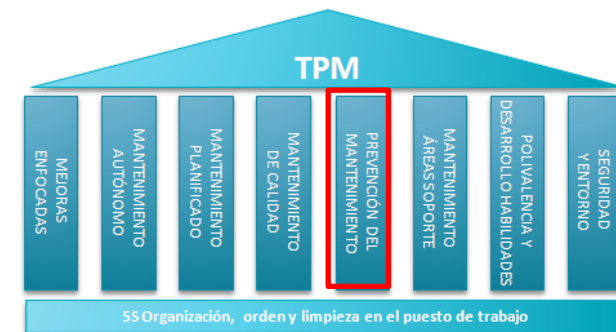 TPM
MEJORAS
ENFOCADAS
MANTENIMIENTO
AUTÓNOMO
MANTENIMIENTO
PLANIFICADO
MANTENIMIENTO
DE CALIDAD
PREVENCIÓN DEL
MANTENIMIENTO
MANTENIMIENTO
ÁREAS SOPORTE
POLIVALENCIA Y
DESARROLLO HABILIDADES
SEGURIDAD
Y ENTORNO
5S Organización, orden y limpieza en el puesto de trabajo